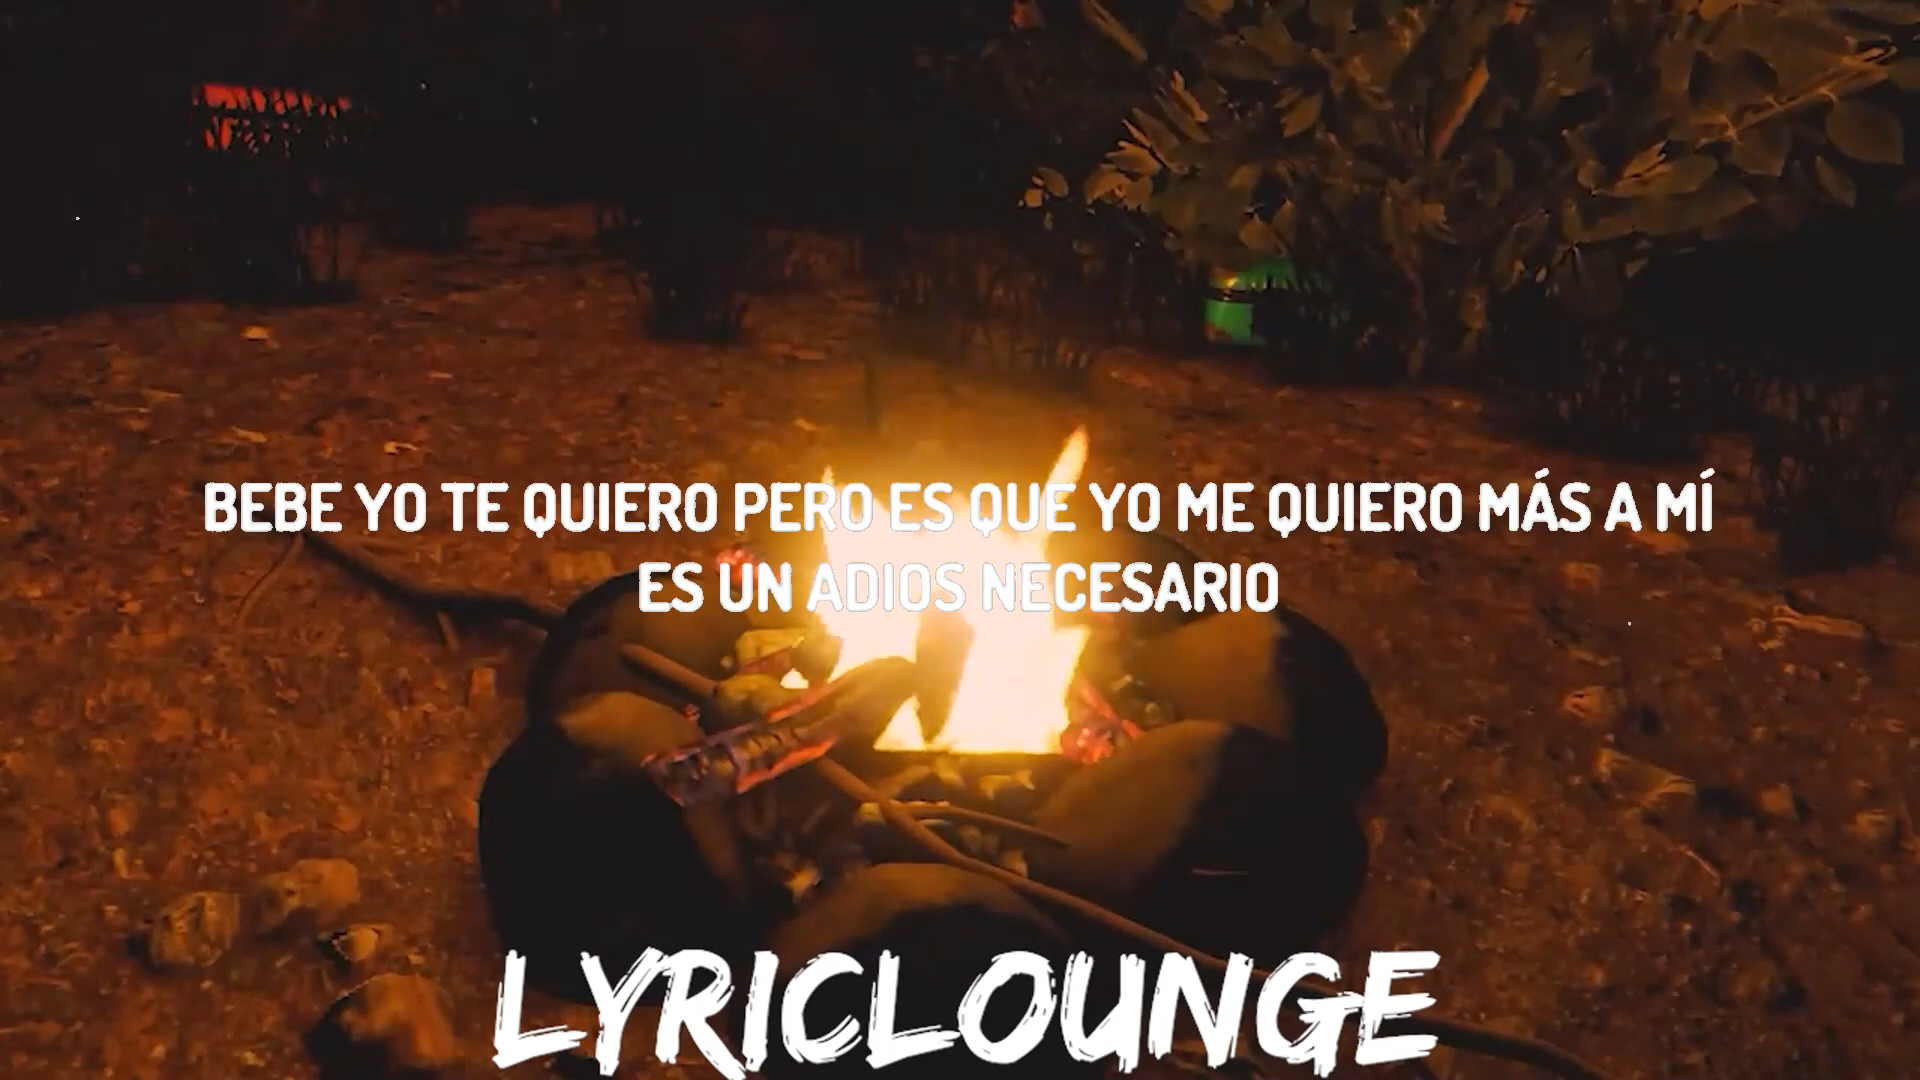 BEBE YO TE QUIERO PERO ES QUE YO ME QUIERO MÁS A MÍ
ES UN ADIOS NECESARIO
LYRICLOUNGE